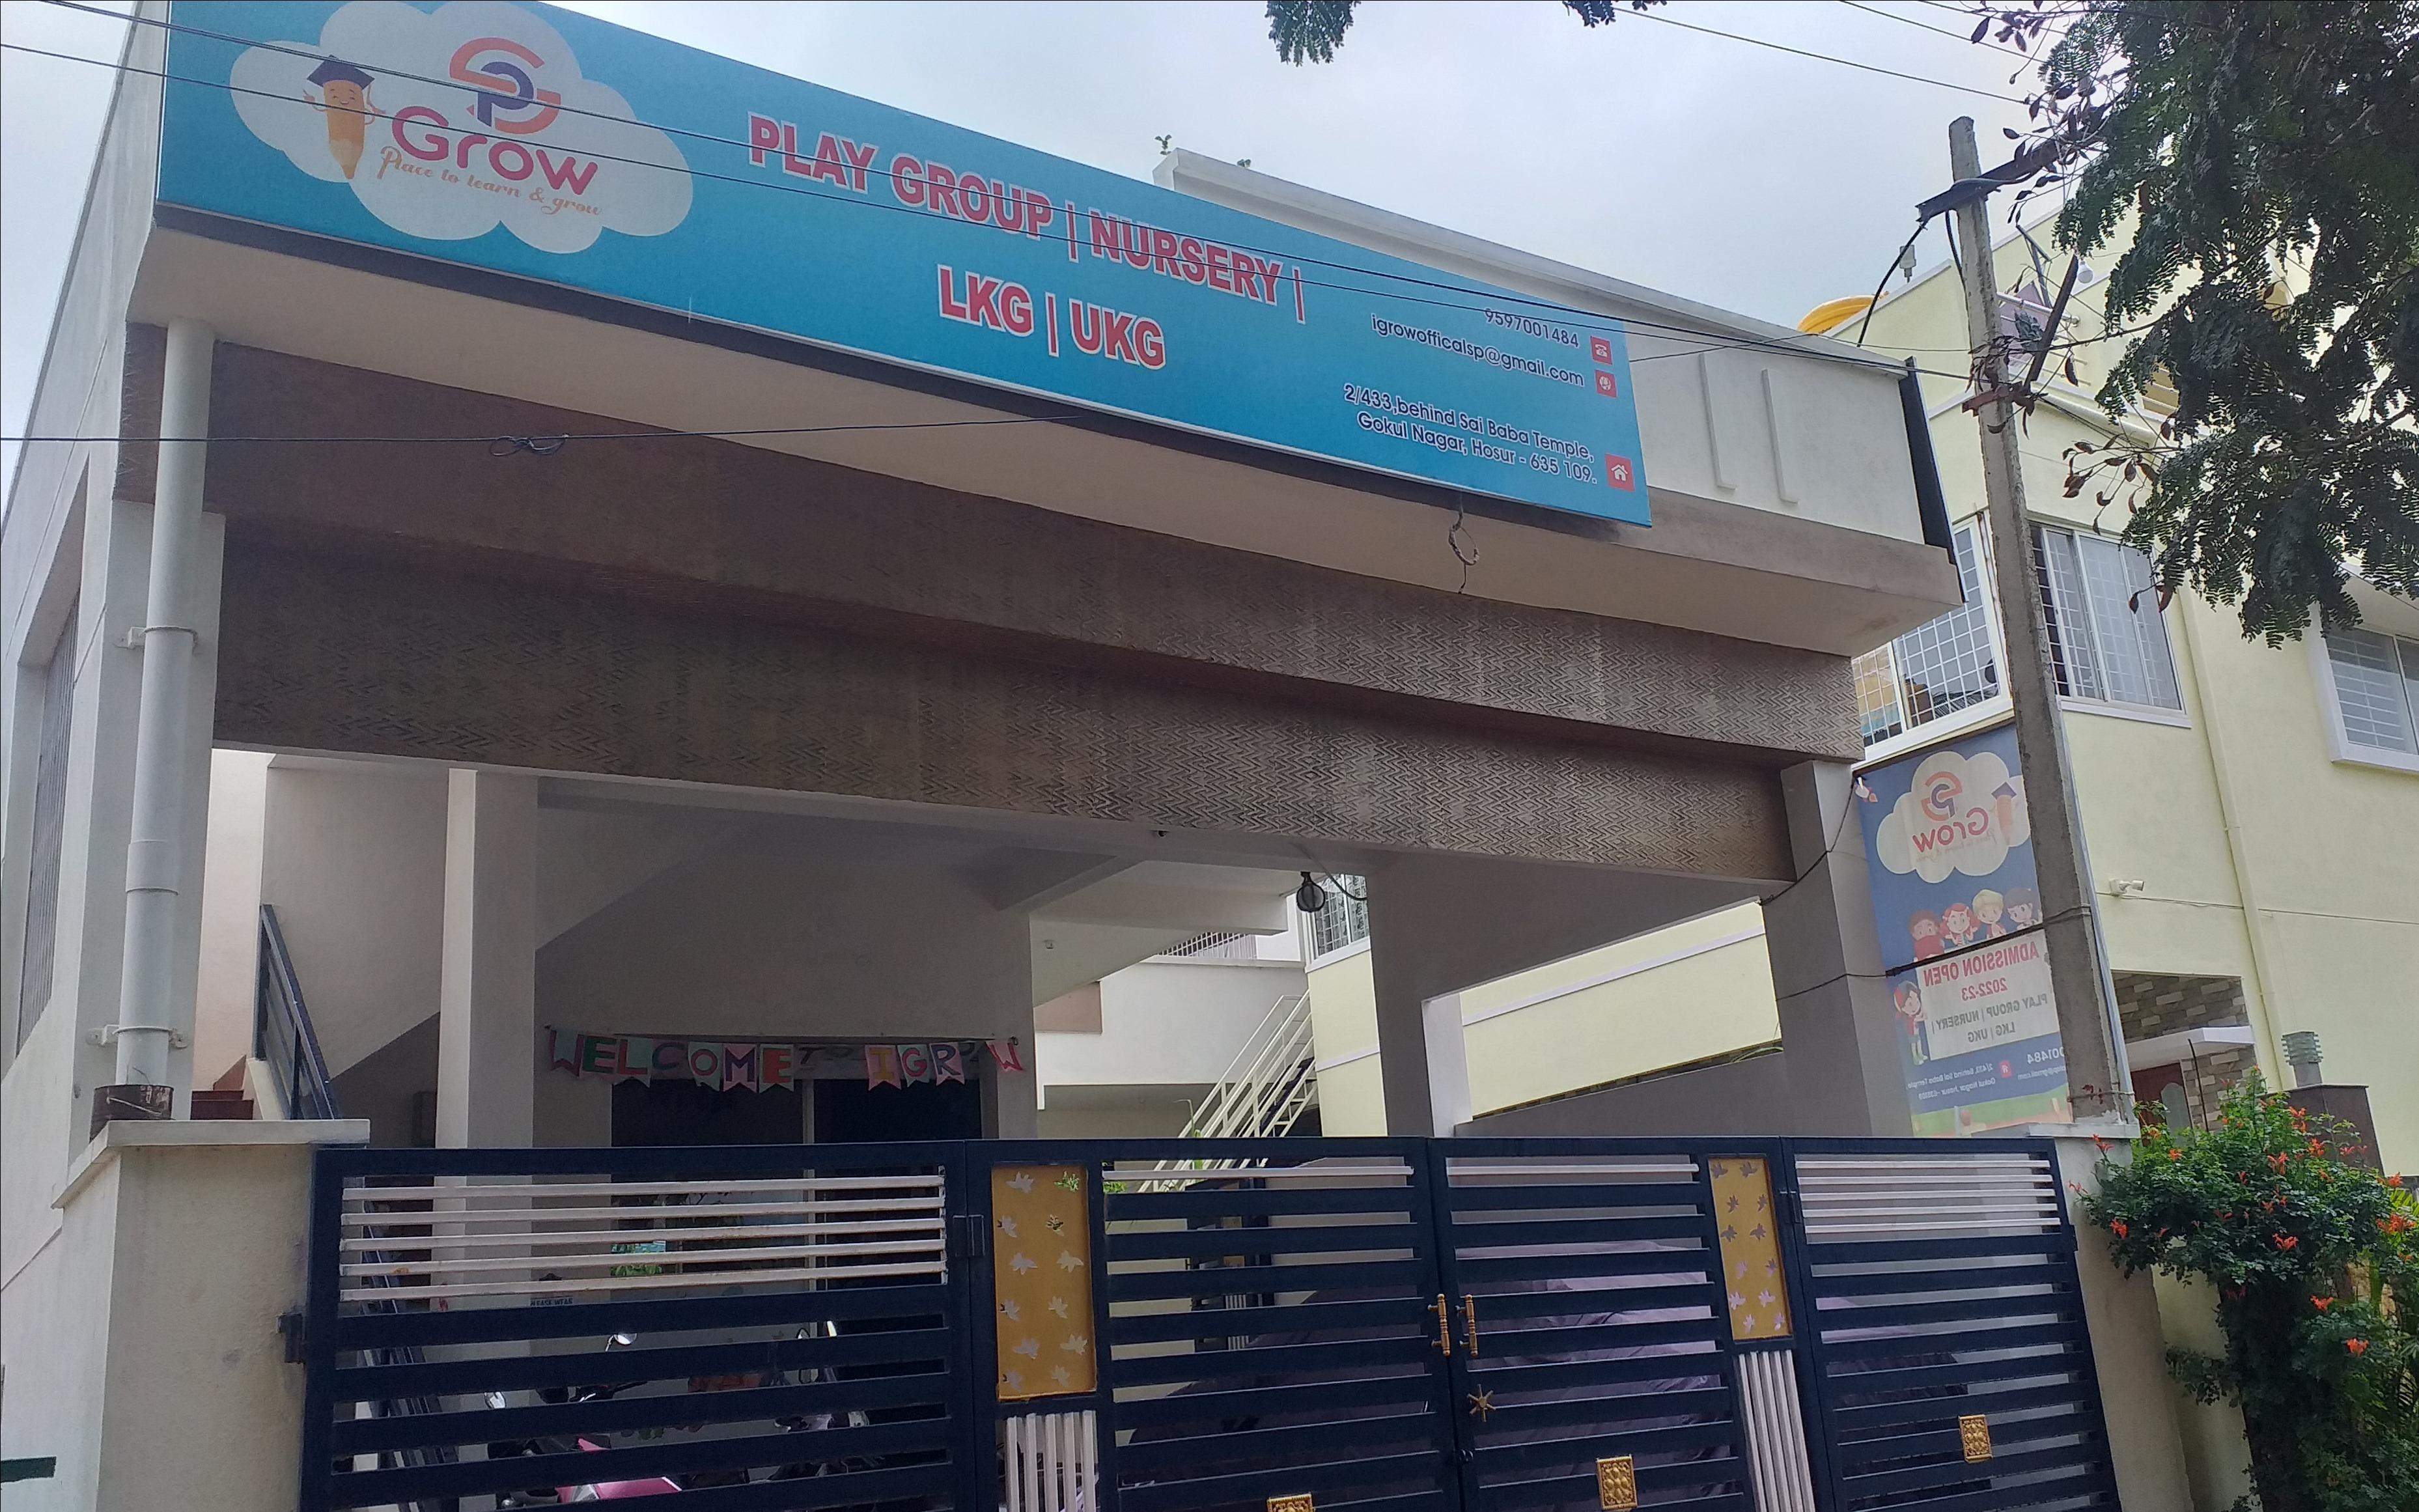 SPG
Grow
Place to learn & grow
PLAY GROUP | NURSERY |
LKG | UKG
9597001484
igrowofficalsp@gmail.com
2/433,behind Sai Baba Temple,
Gokul Nagar, Hosur - 635 109.
WELCOME TO IGROW
Grow
ADMISSION OPEN
2022-23
PLAY GROUP | NURSERY |
LKG | UKG